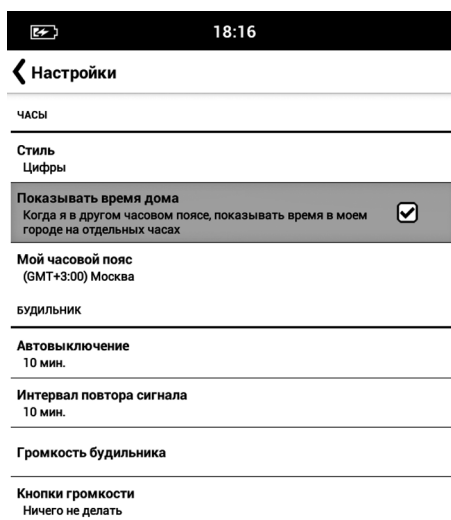 18:16
Настройки
ЧАСЫ
Стиль
Цифры
Показывать время дома
Когда я в другом часовом поясе, показывать время в моем
городе на отдельных часах
Мой часовой пояс
(GMT+3:00) Москва
БУДИЛЬНИК
Автовыключение
10 мин.
Интервал повтора сигнала
10 мин.
Громкость будильника
Кнопки громкости
Ничего не делать